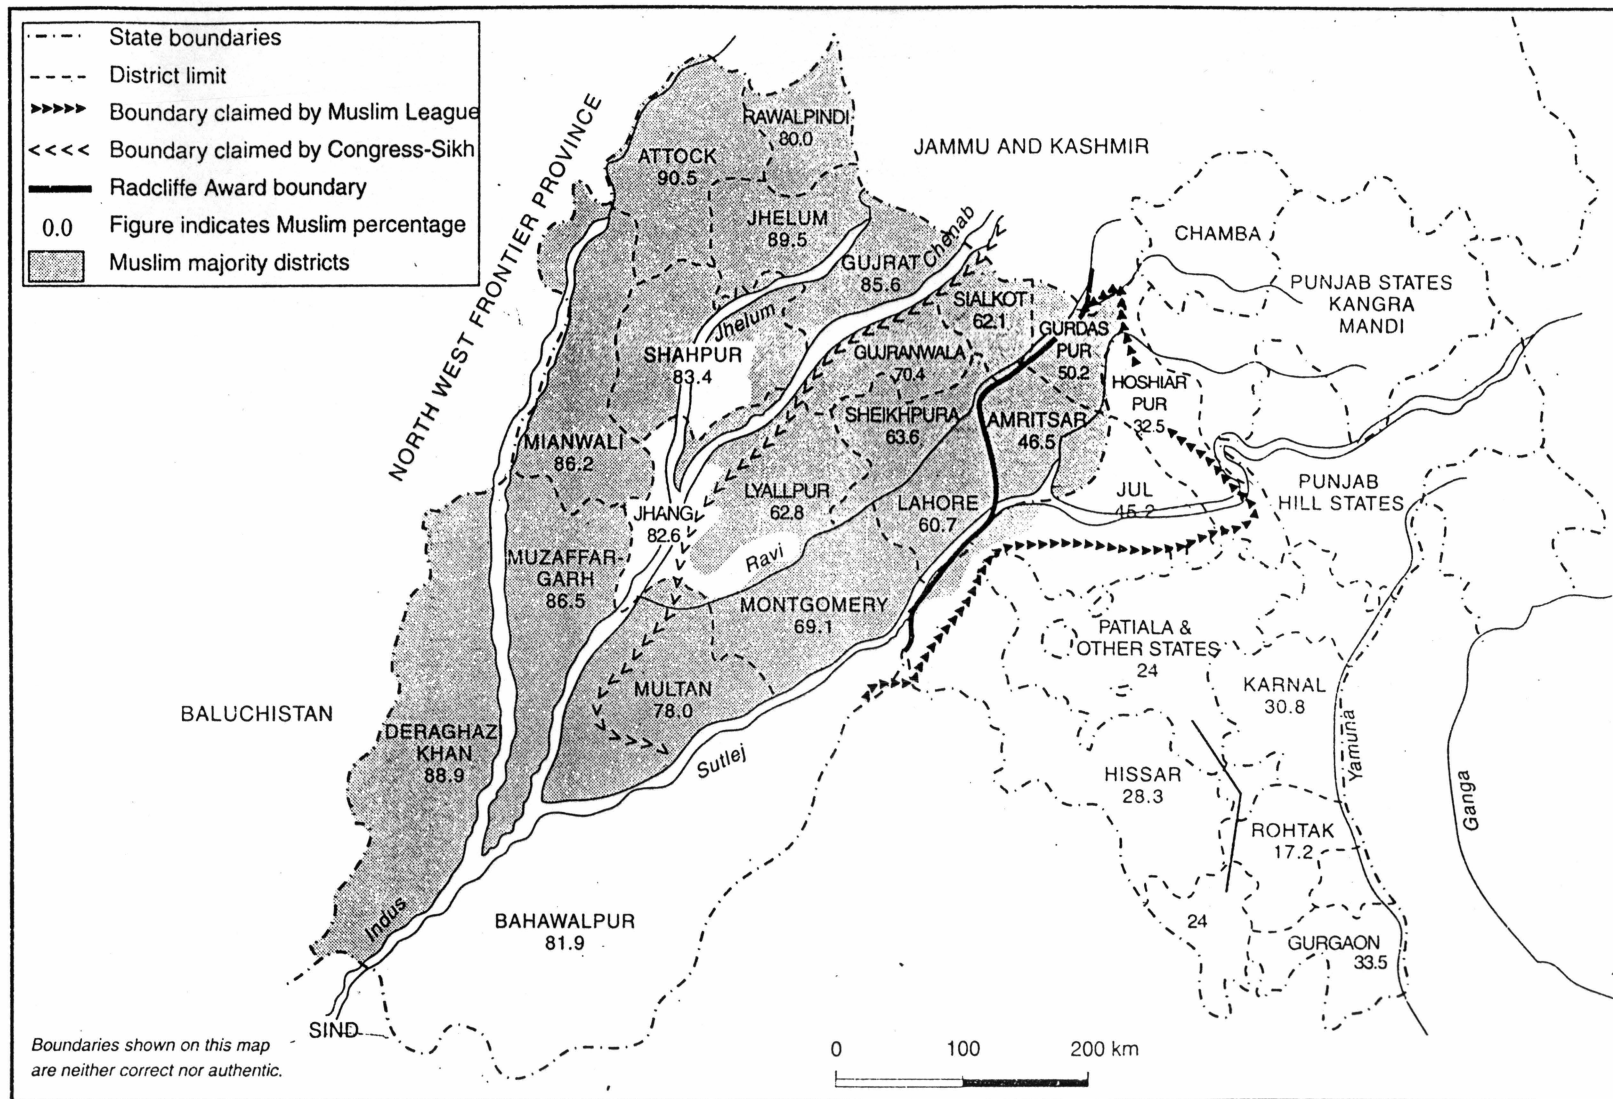 State boundaries
District limit
Boundary claimed by Muslim League
Boundary claimed by Congress-Sikh
Radcliffe Award boundary
0.0 Figure indicates Muslim percentage
Muslim majority districts
NORTH WEST FRONTIER PROVINCE
RAWALPINDI
80.0
ATTOCK
90.5
JAMMU AND KASHMIR
JHELUM
89.5
Chenab
GUJRAT
85.6
CHAMBA
PUNJAB STATES
KANGRA
MANDI
SIALKOT
62.1
Jhelum
GURDAS
PUR
50.2
SHAHPUR
83.4
GUJRANWALA
70.4
HOSHIAR
PUR
32.5
SHEIKHPURA
63.6
AMRITSAR
46.5
MIANWALI
86.2
LYALLPUR
62.8
LAHORE
60.7
JUL
45.2
PUNJAB
HILL STATES
JHANG
82.6
Ravi
MUZAFFAR-
GARH
86.5
MONTGOMERY
69.1
PATIALA &
OTHER STATES
24
MULTAN
78.0
KARNAL
30.8
BALUCHISTAN
DERAGHAZ
KHAN
88.9
Sutlej
Yamuna
Ganga
HISSAR
28.3
ROHTAK
17.2
Indus
BAHAWALPUR
81.9
24
GURGAON
33.5
SIND
Boundaries shown on this map
are neither correct nor authentic.
0 100 200 km